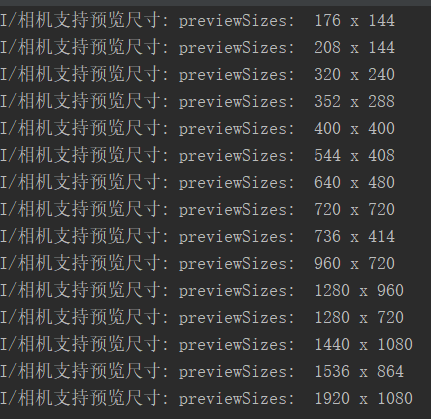 I/相机支持预览尺寸: previewSizes:  176 x 144
I/相机支持预览尺寸: previewSizes:  208 x 144
I/相机支持预览尺寸: previewSizes:  320 x 240
I/相机支持预览尺寸: previewSizes:  352 x 288
I/相机支持预览尺寸: previewSizes:  400 x 400
I/相机支持预览尺寸: previewSizes:  544 x 408
I/相机支持预览尺寸: previewSizes:  640 x 480
I/相机支持预览尺寸: previewSizes:  720 x 720
I/相机支持预览尺寸: previewSizes:  736 x 414
I/相机支持预览尺寸: previewSizes:  960 x 720
I/相机支持预览尺寸: previewSizes:  1280 x 960
I/相机支持预览尺寸: previewSizes:  1280 x 720
I/相机支持预览尺寸: previewSizes:  1440 x 1080
I/相机支持预览尺寸: previewSizes:  1536 x 864
I/相机支持预览尺寸: previewSizes:  1920 x 1080